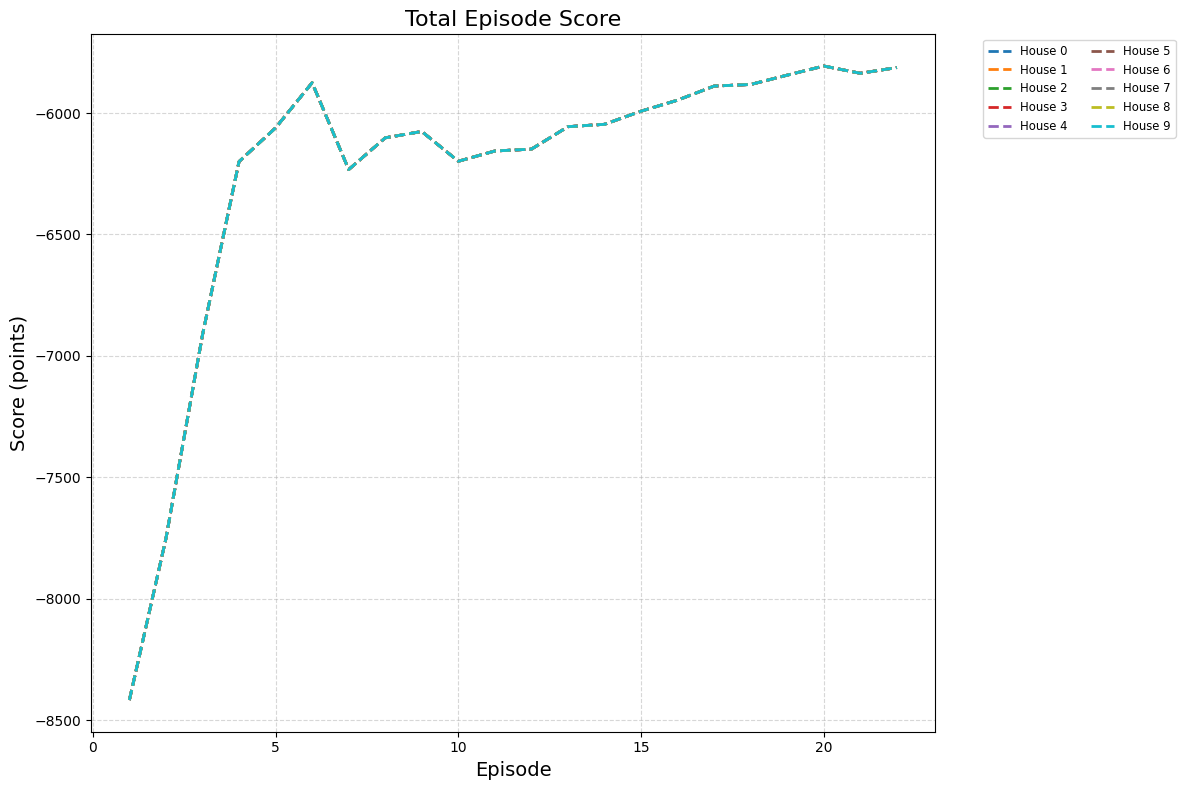 Total Episode Score
House 0
House 1
House 2
House 3
House 4
House 5
House 6
House 7
House 8
House 9
Score (points)
−6000
−6500
−7000
−7500
−8000
−8500
0 5 10 15 20
Episode